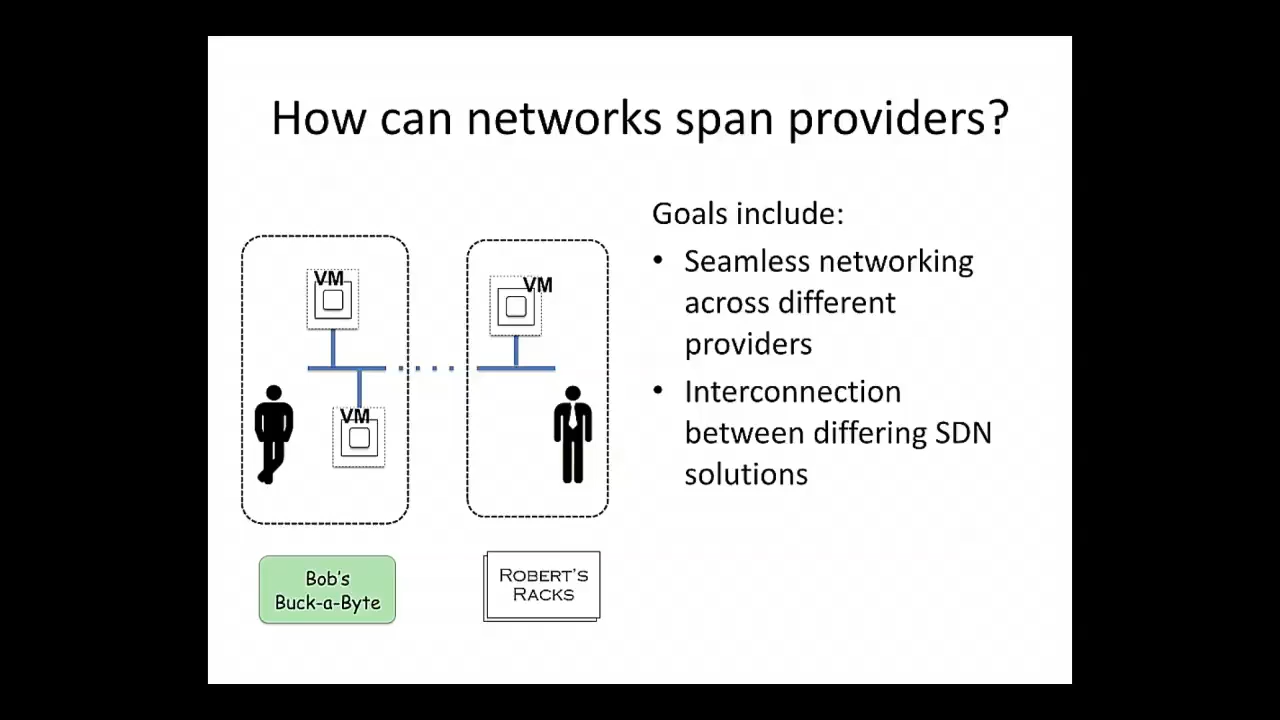 How can networks span providers?
Goals include:
• Seamless networking
across different
providers
• Interconnection
between differing SDN
solutions
VM
VM
VM
Bob's
Buck-a-Byte
ROBERT'S
RACKS